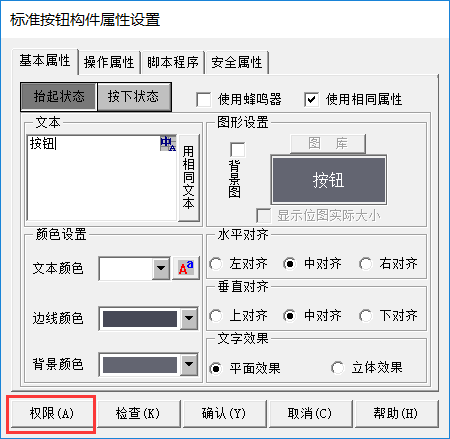 标准按钮构件属性设置
基本属性 操作属性 脚本程序 安全属性
抬起状态 按下状态 使用蜂鸣器 使用相同属性
文本
按钮
中A
用相同文本
图形设置
背景图
图 库
按钮
显示位图实际大小
颜色设置
文本颜色 Aa
边线颜色
背景颜色
水平对齐
左对齐 中对齐 右对齐
垂直对齐
上对齐 中对齐 下对齐
文字效果
平面效果 立体效果
权限(A) 检查(K) 确认(Y) 取消(C) 帮助(H)